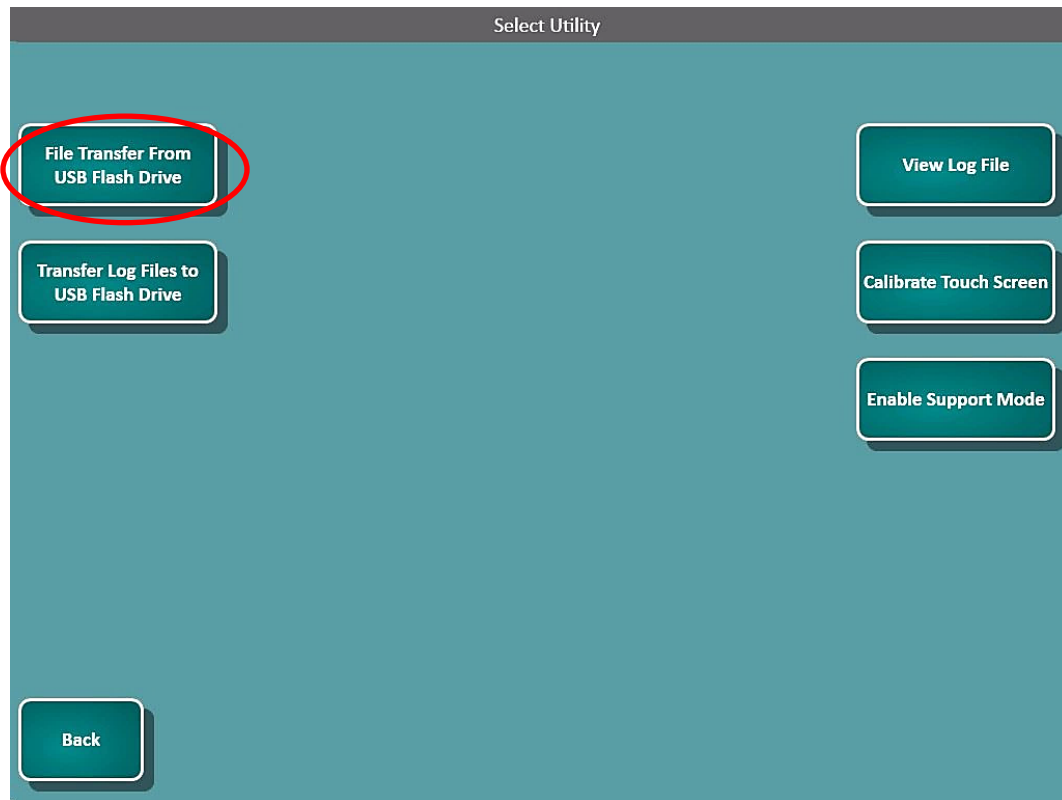 Select Utility
File Transfer From
USB Flash Drive
Transfer Log Files to
USB Flash Drive
View Log File
Calibrate Touch Screen
Enable Support Mode
Back